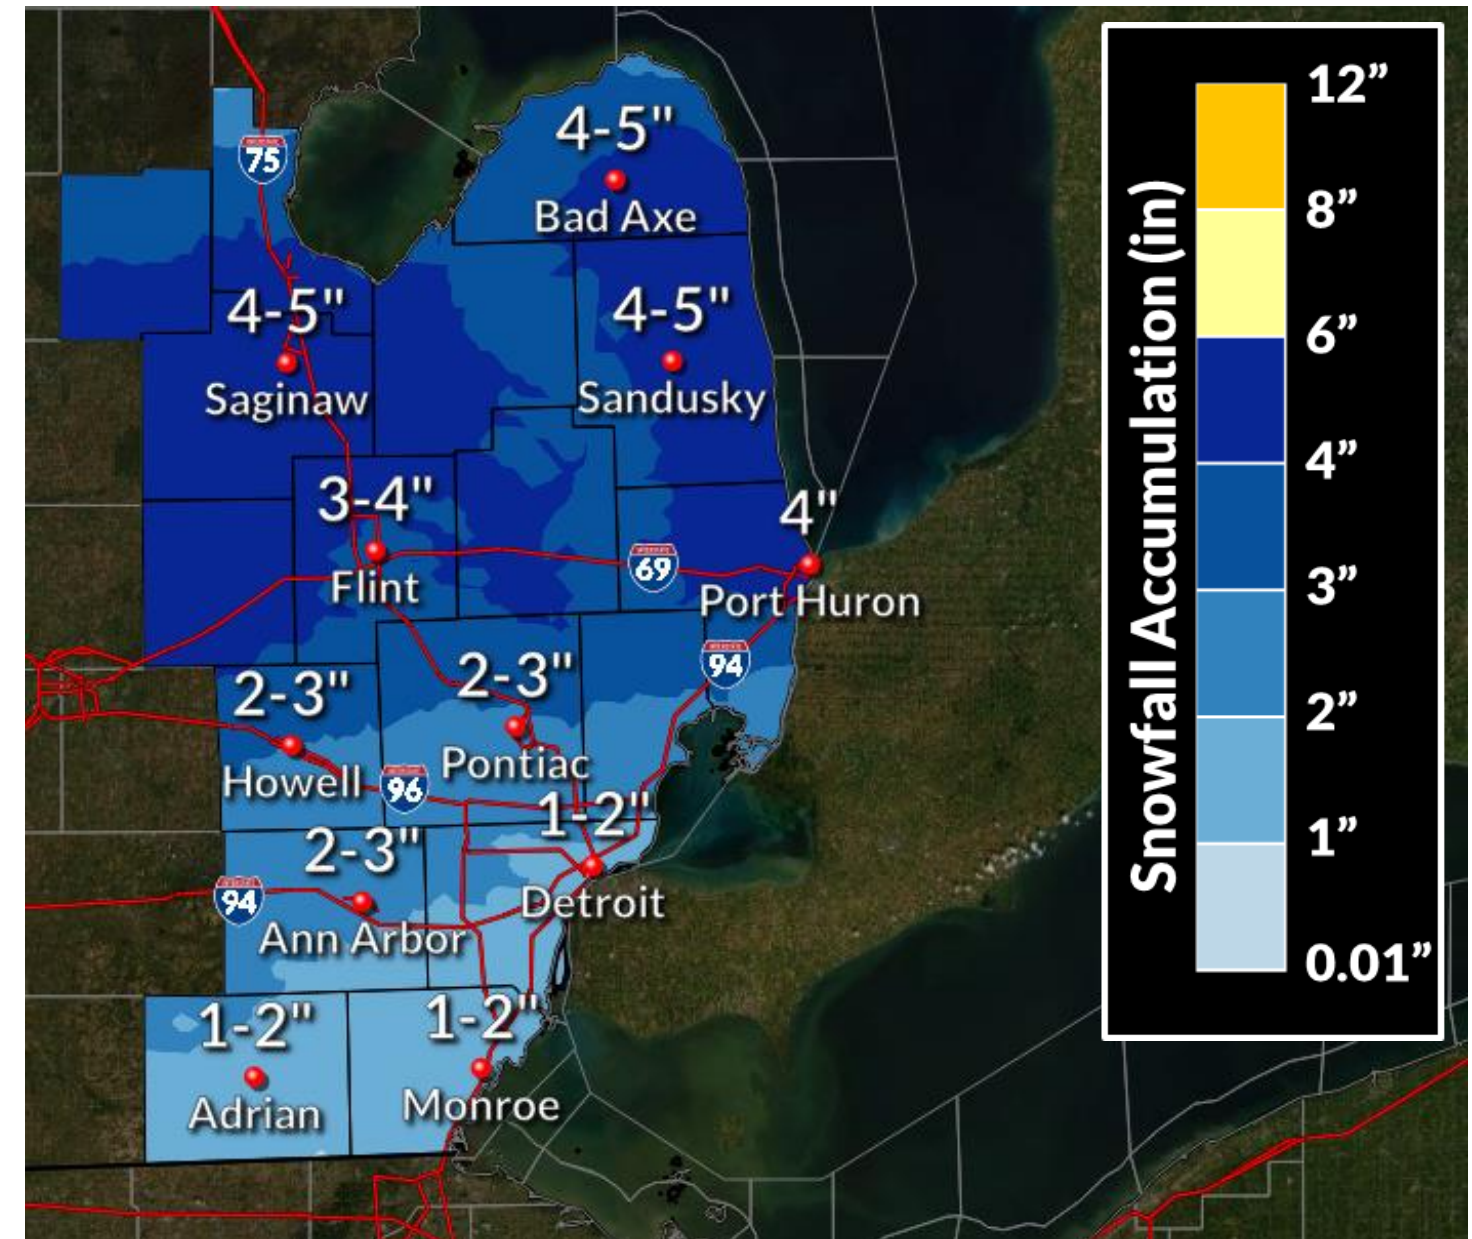 4-5"
Bad Axe
75
4-5"
Saginaw
4-5"
Sandusky
3-4"
Flint
4"
Port Huron
69
94
2-3"
Howell
2-3"
Pontiac
96
1-2"
Detroit
2-3"
Ann Arbor
94
1-2"
Adrian
1-2"
Monroe
Snowfall Accumulation (in)
12”
8”
6”
4”
3”
2”
1”
0.01”